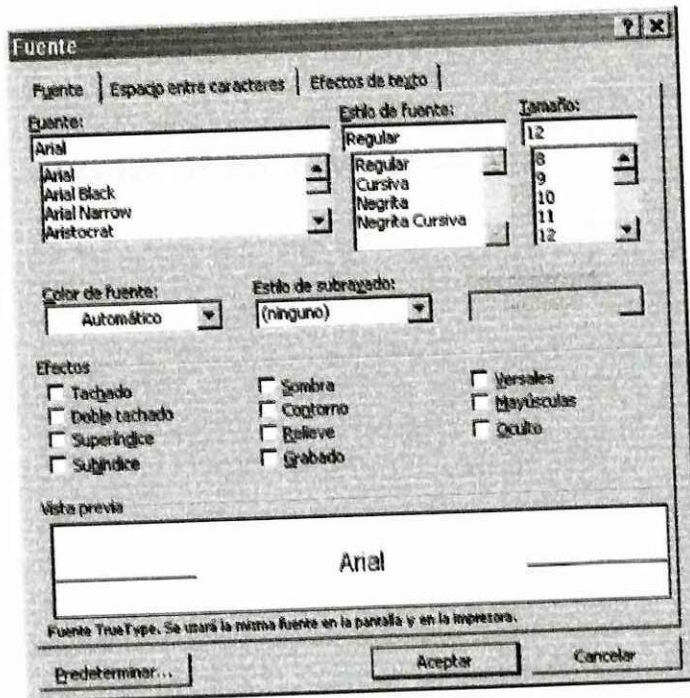 Fuente
Fuente Espacio entre caracteres Efectos de texto
Fuente: Estilo de fuente: Tamaño:
Arial Regular 12
Arial Regular 8
Arial Black Cursiva 9
Arial Narrow Negrita 10
Aristocrat Negrita Cursiva 11
12
Color de fuente: Estilo de subrayado:
Automático (ninguno)
Efectos
Tachado Sombra Versales
Doble tachado Contorno Mayúsculas
Superíndice Relieve Oculto
Subíndice Grabado
Vista previa
Arial
Fuente TrueType. Se usará la misma fuente en la pantalla y en la impresora.
Predeterminar... Aceptar Cancelar